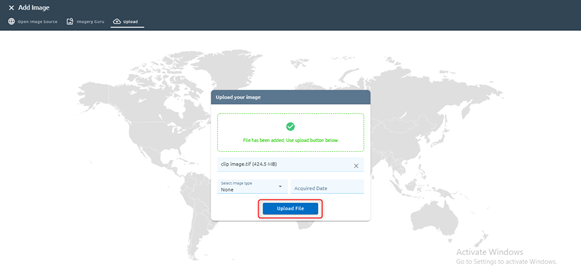 Add Image
Open Image Source
Imagery Guru
Upload
Upload your image
File has been added. Use upload button below.
clip image.tif (424.5 MB)
Select image type
None
Acquired Date
Upload File
Activate Windows
Go to Settings to activate Windows.